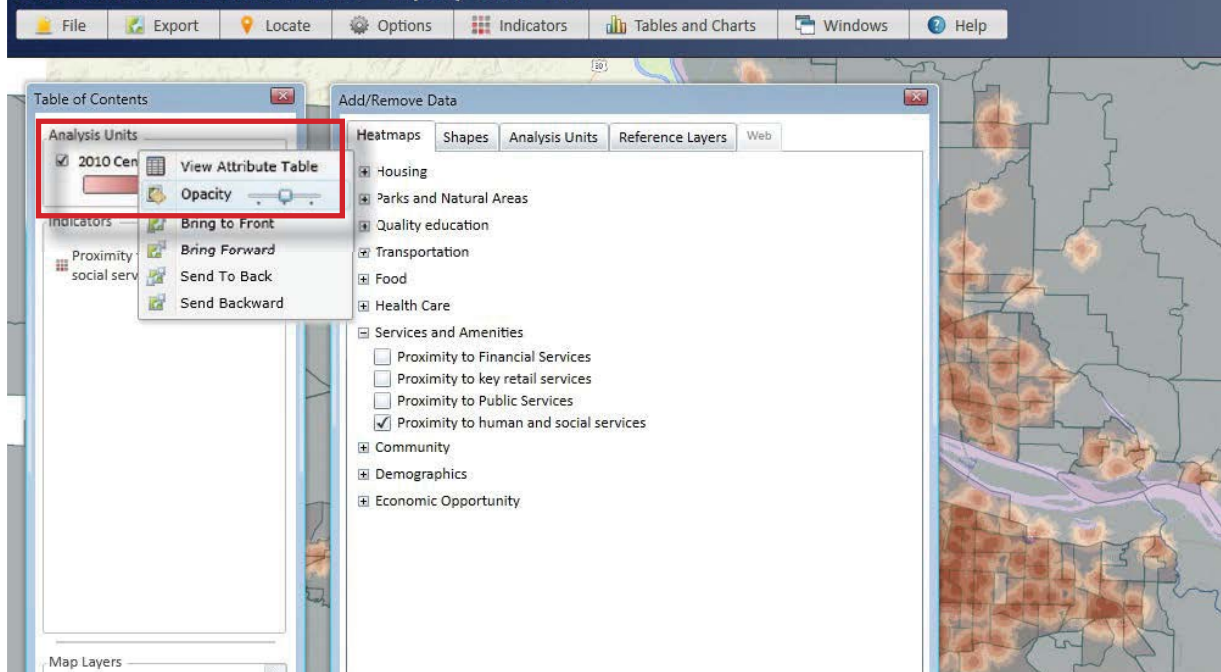 File Export Locate Options Indicators Tables and Charts Windows Help
30
Table of Contents
Analysis Units
2010 Cen
View Attribute Table
Opacity
Bring to Front
Bring Forward
Send To Back
Send Backward
Indicators
Proximity
social serv
Map Layers
Add/Remove Data
Heatmaps Shapes Analysis Units Reference Layers Web
Housing
Parks and Natural Areas
Quality education
Transportation
Food
Health Care
Services and Amenities
Proximity to Financial Services
Proximity to key retail services
Proximity to Public Services
Proximity to human and social services
Community
Demographics
Economic Opportunity